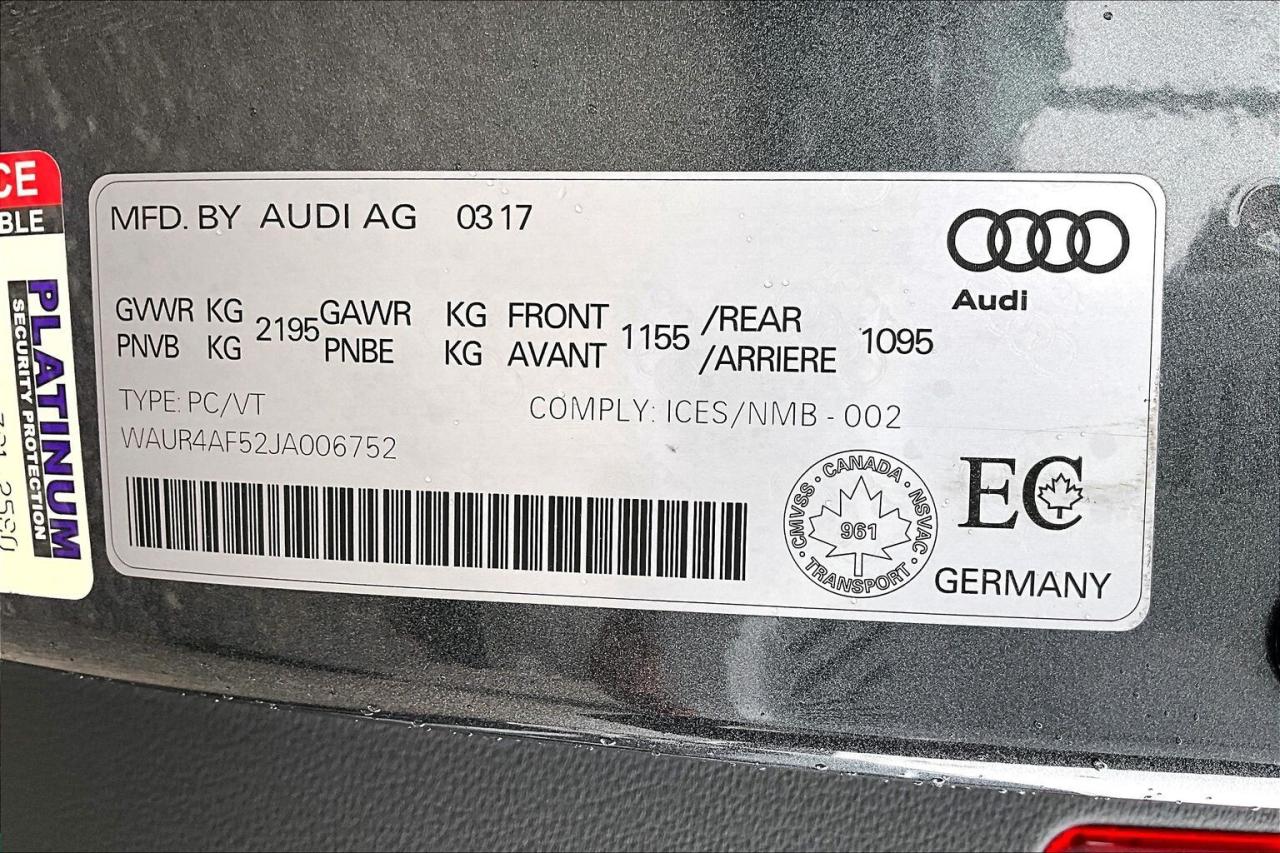 CE
BLE
PLATINUM
SECURITY PROTECTION
MFD. BY AUDI AG 03 17
Audi
GVWR KG 2195 GAWR KG FRONT 1155 /REAR 1095
PNVB KG PNBE KG AVANT /ARRIERE
TYPE: PC/VT COMPLY: ICES/NMB - 002
WAUR4AF52JA006752
CANADA • NSVAC • TRANSPORT • CMVSS •
961
EC
GERMANY